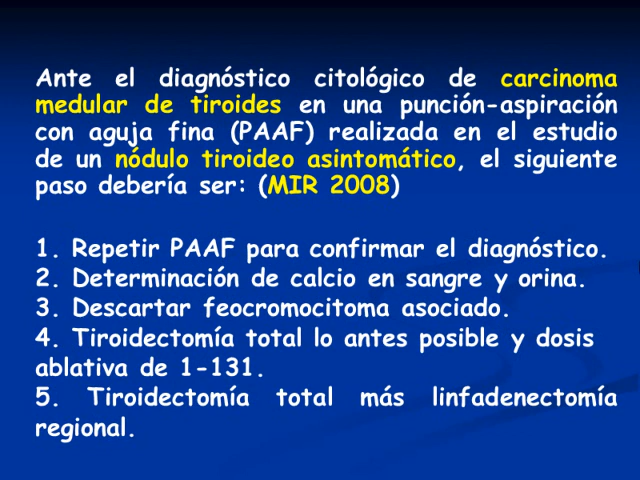 Ante el diagnóstico citológico de carcinoma
medular de tiroides en una punción-aspiración
con aguja fina (PAAF) realizada en el estudio
de un nódulo tiroideo asintomático, el siguiente
paso debería ser: (MIR 2008)
1. Repetir PAAF para confirmar el diagnóstico.
2. Determinación de calcio en sangre y orina.
3. Descartar feocromocitoma asociado.
4. Tiroidectomía total lo antes posible y dosis
ablativa de 1-131.
5. Tiroidectomía total más linfadenectomía
regional.